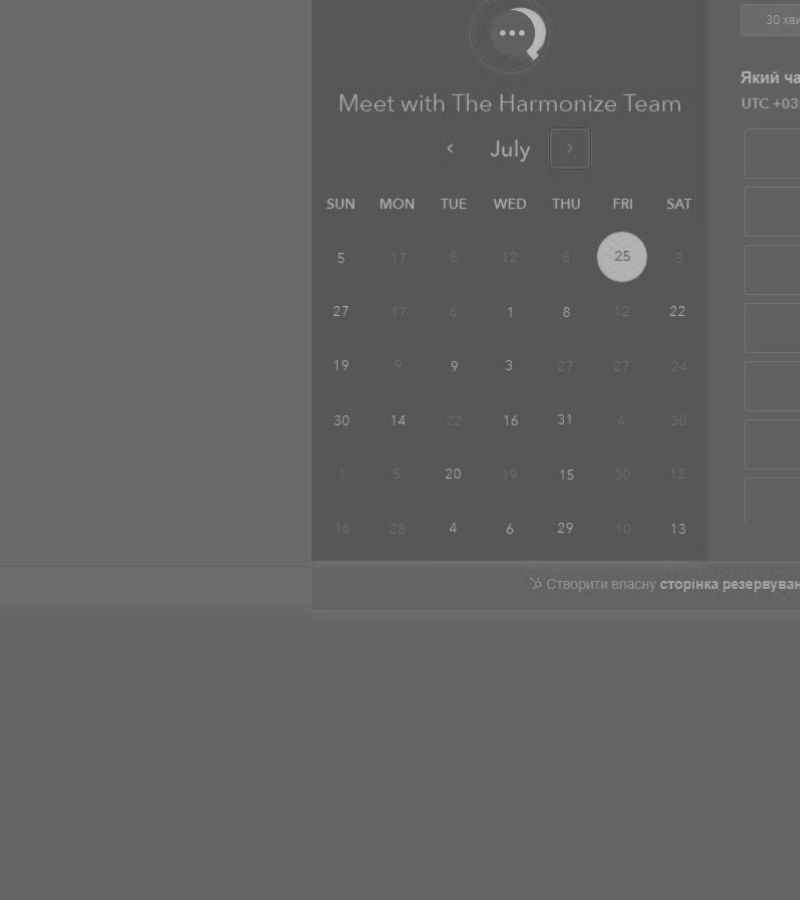 30 хви
Meet with The Harmonize Team
Який ча
UTC +03
July
SUN MON TUE WED THU FRI SAT
5 17 8 12 8 25 3
27 17 6 1 8 12 22
19 9 9 3 27 27 24
30 14 22 16 31 4 30
1 5 20 19 15 30 12
16 28 4 6 29 10 13
Створити власну сторінка резервуван